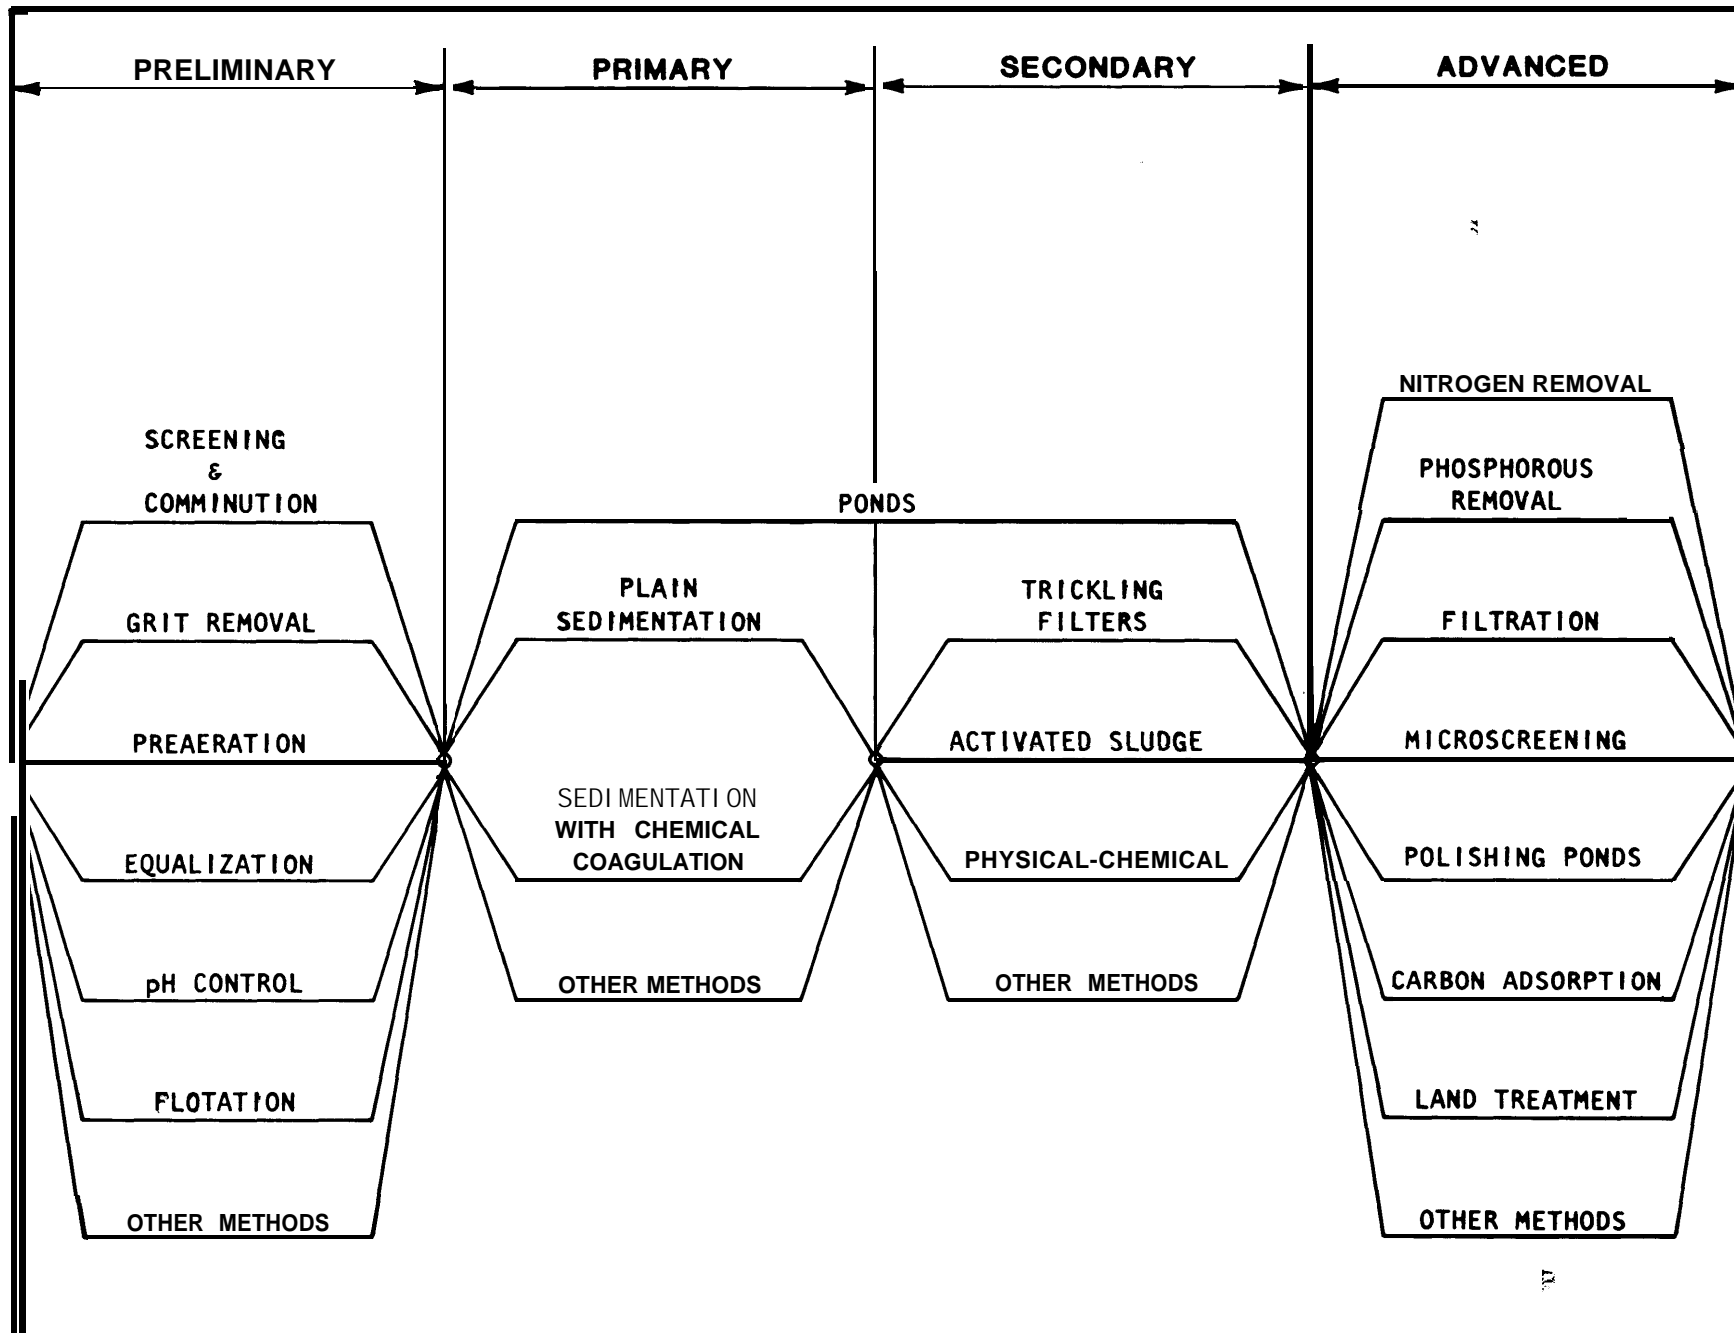 PRELIMINARY
PRIMARY
SECONDARY
ADVANCED
SCREENING
&
COMMINUTION
GRIT REMOVAL
PREAERATION
EQUALIZATION
pH CONTROL
FLOTATION
OTHER METHODS
PONDS
PLAIN
SEDIMENTATION
SEDIMENTATION
WITH CHEMICAL
COAGULATION
OTHER METHODS
TRICKLING
FILTERS
ACTIVATED SLUDGE
PHYSICAL-CHEMICAL
OTHER METHODS
NITROGEN REMOVAL
PHOSPHOROUS
REMOVAL
FILTRATION
MICROSCREENING
POLISHING PONDS
CARBON ADSORPTION
LAND TREATMENT
OTHER METHODS